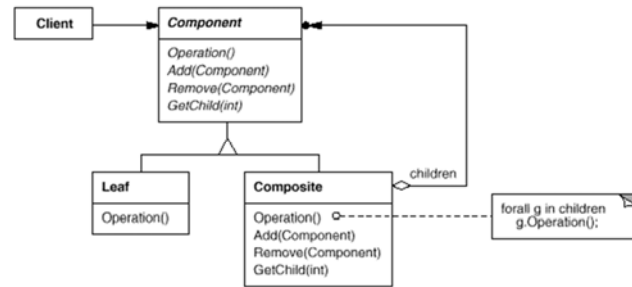 Client
Component
Operation()
Add(Component)
Remove(Component)
GetChild(int)
children
Leaf
Operation()
Composite
Operation()
Add(Component)
Remove(Component)
GetChild(int)
forall g in children
g.Operation();